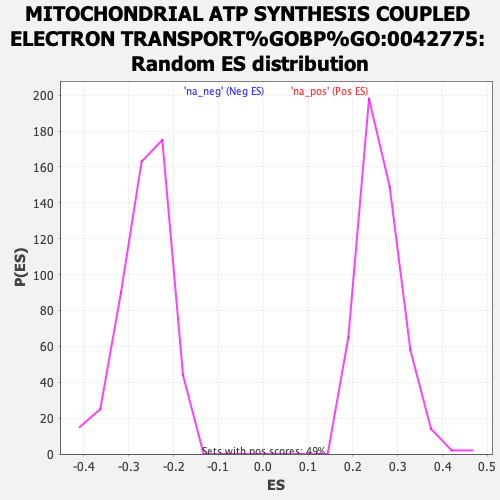 MITOCHONDRIAL ATP SYNTHESIS COUPLED
ELECTRON TRANSPORT%GOBP%GO:0042775:
Random ES distribution
'na_neg' (Neg ES) 'na_pos' (Pos ES)
200
180
160
140
120
100
80
60
40
20
0
P(ES)
Sets with pos scores: 49%
-0.4 -0.3 -0.2 -0.1 0.0 0.1 0.2 0.3 0.4 0.5
ES